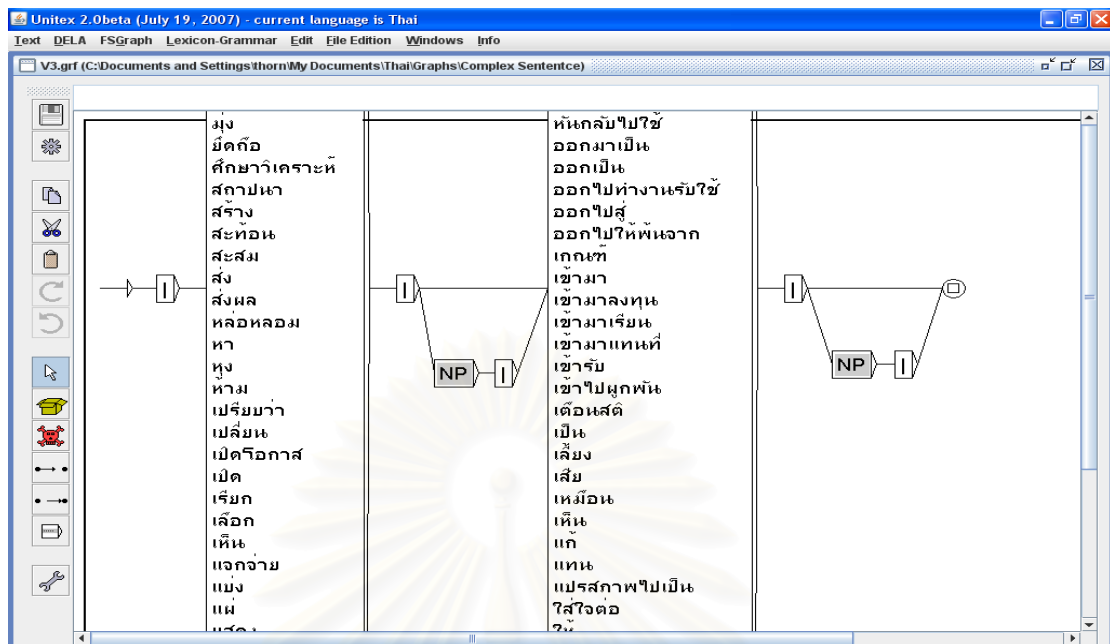 Unitex 2.0beta (July 19, 2007) - current language is Thai
Text DELA FSGraph Lexicon-Grammar Edit File Edition Windows Info
V3.grf (C:\Documents and Settings\thorn\My Documents\Thai\Graphs\Complex Sententce)
มุ่ง
ยึดถือ
ศึกษาวิเคราะห์
สถาปนา
สร้าง
สะท้อน
สะสม
ส่ง
ส่งผล
หล่อหลอม
หา
หุง
ห้าม
เปรียบว่า
เปลี่ยน
เปิดโอกาส
เปิด
เรียก
เลือก
เห็น
แจกจ่าย
แบ่ง
แผ่
แสดง
NP
หันกลับไปใช้
ออกมาเป็น
ออกเป็น
ออกไปทำงานรับใช้
ออกไปสู่
ออกไปให้พ้นจาก
เกณฑ์
เข้ามา
เข้ามาลงทุน
เข้ามาเรียน
เข้ามาแทนที่
เข้ารับ
เข้าไปผูกพัน
เตือนสติ
เป็น
เลี้ยง
เสีย
เหมือน
เห็น
แก้
แทน
แปรสภาพไปเป็น
ใส่ใจต่อ
ให้
NP